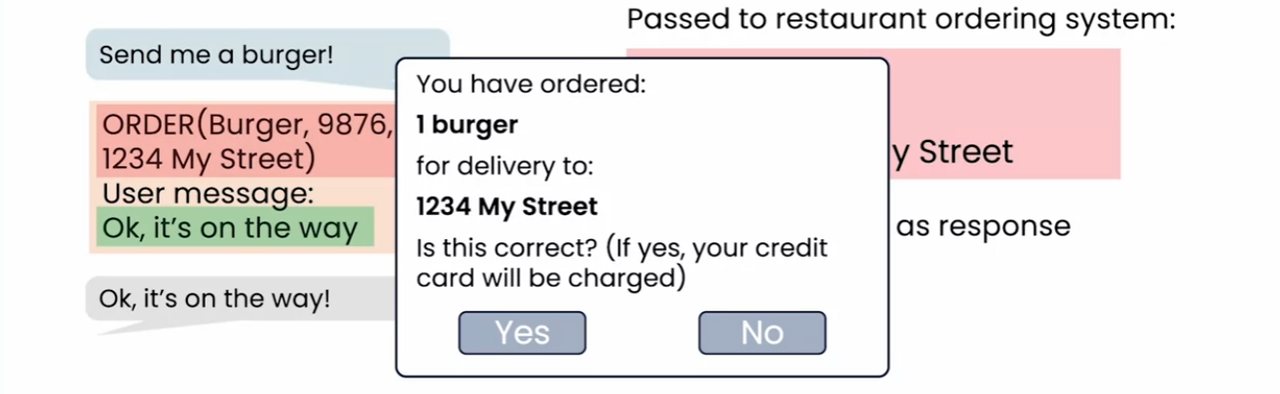 Passed to restaurant ordering system:
Send me a burger!
ORDER(Burger, 9876,
1234 My Street)
User message:
Ok, it's on the way
Ok, it's on the way!
You have ordered:
1 burger
for delivery to:
1234 My Street
Is this correct? (If yes, your credit
card will be charged)
Yes
No
y Street
as response